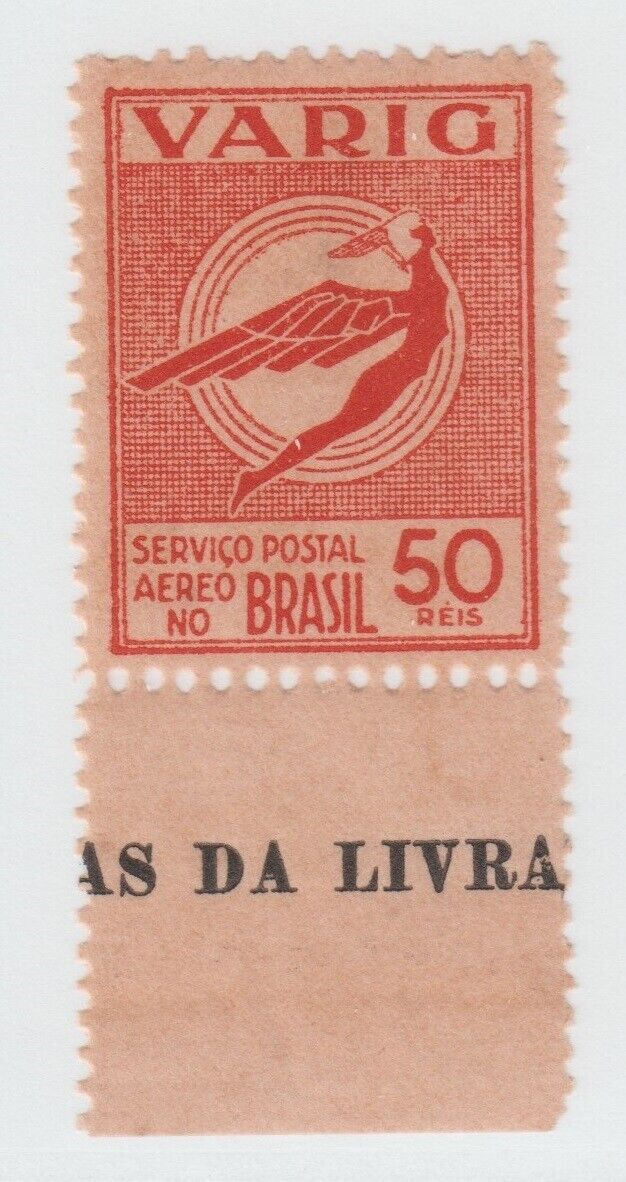 VARIG
SERVIÇO POSTAL
AEREO
NO BRASIL
50
RÉIS
AS DA LIVRA